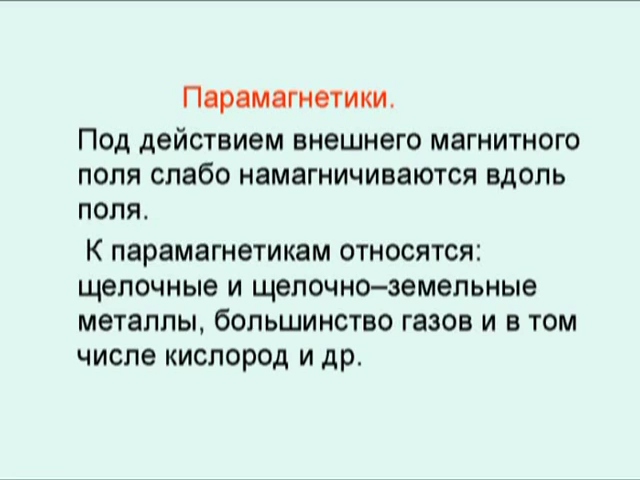 Парамагнетики.
Под действием внешнего магнитного
поля слабо намагничиваются вдоль
поля.
К парамагнетикам относятся:
щелочные и щелочно–земельные
металлы, большинство газов и в том
числе кислород и др.